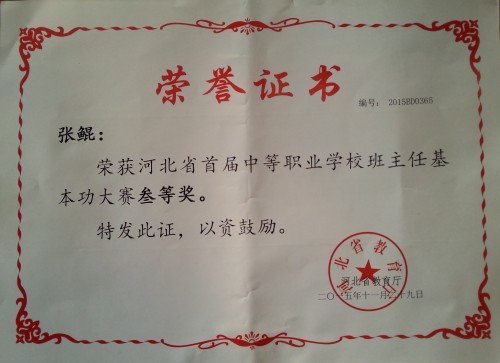 荣誉证书
编号: 2015BD0365
张鲲：
荣获河北省首届中等职业学校班主任基
本功大赛叁等奖。
特发此证，以资鼓励。
河北省教育厅
河北省教育厅
二〇一五年十一月二十九日